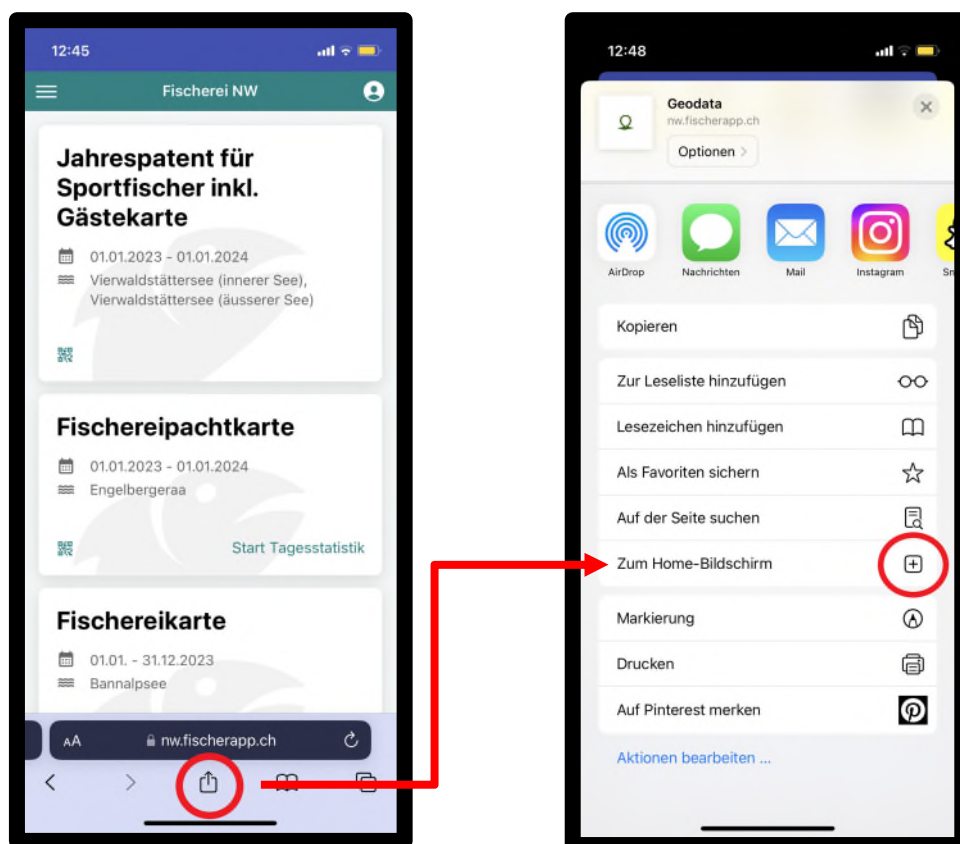 12:45
Fischerei NW
Jahrespatent für
Sportfischer inkl.
Gästekarte
01.01.2023 - 01.01.2024
Vierwaldstättersee (innerer See),
Vierwaldstättersee (äusserer See)
Fischereipachtkarte
01.01.2023 - 01.01.2024
Engelbergeraa
Start Tagesstatistik
Fischereikarte
01.01. - 31.12.2023
Bannalpsee
AA nw.fischerapp.ch
12:48
Geodata
nw.fischerapp.ch
Optionen >
AirDrop Nachrichten Mail Instagram Sn
Kopieren
Zur Leseliste hinzufügen
Lesezeichen hinzufügen
Als Favoriten sichern
Auf der Seite suchen
Zum Home-Bildschirm
Markierung
Drucken
Auf Pinterest merken
Aktionen bearbeiten ...